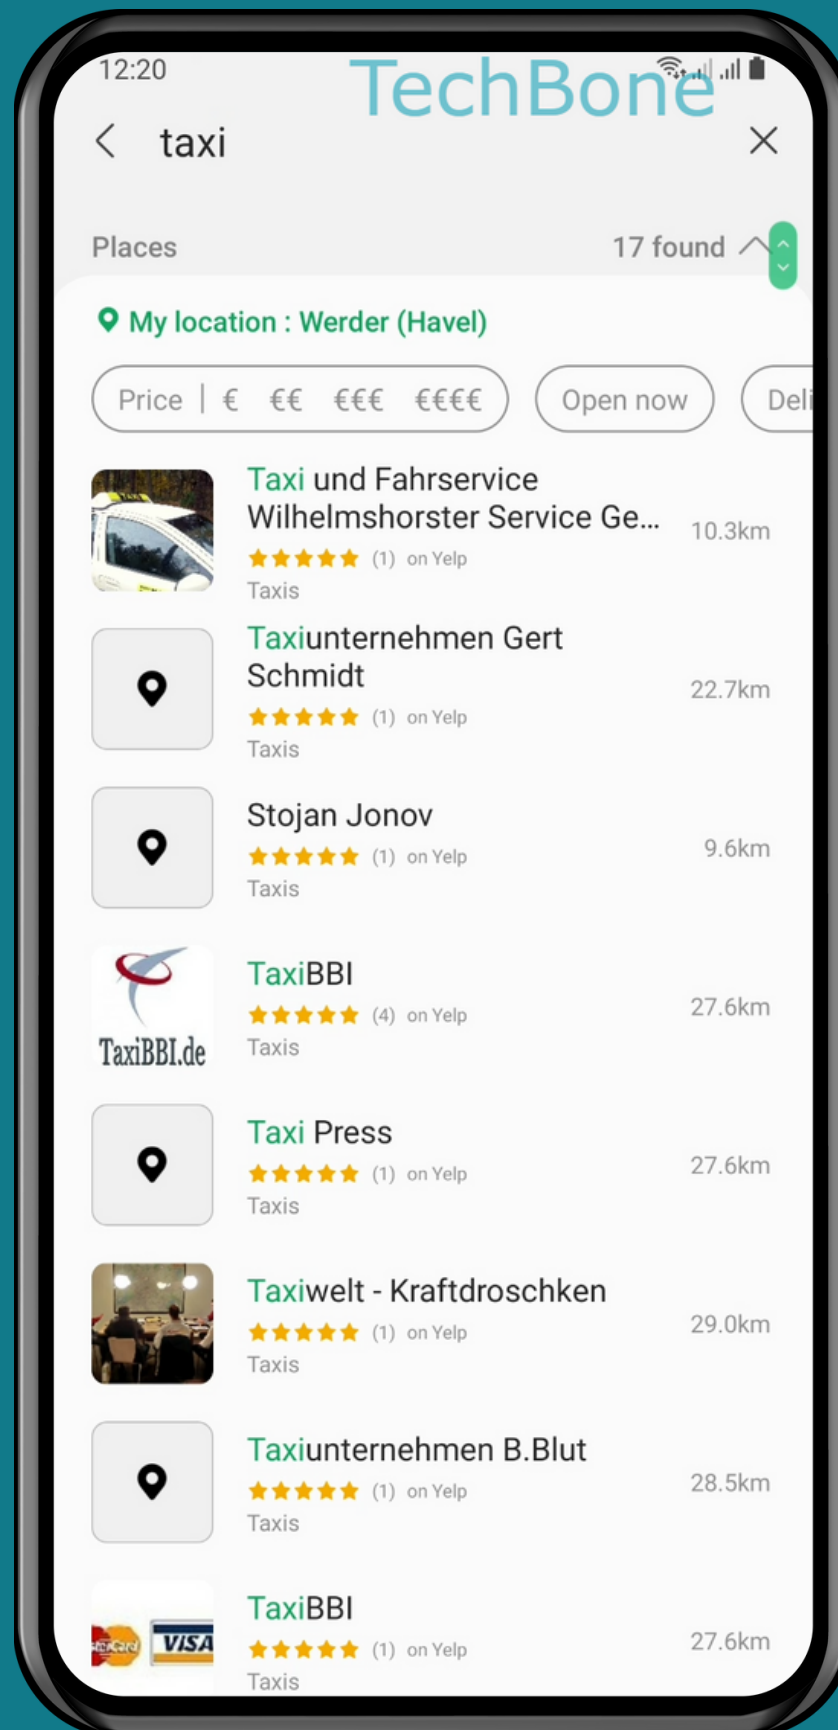 12:20
TechBone
taxi
Places
17 found
My location : Werder (Havel)
Price | € €€ €€€ €€€€
Open now
Deli
Taxi und Fahrservice
Wilhelmshorster Service Ge...
10.3km
(1) on Yelp
Taxis
Taxiunternehmen Gert
Schmidt
22.7km
(1) on Yelp
Taxis
Stojan Jonov
9.6km
(1) on Yelp
Taxis
TaxiBBI
27.6km
(4) on Yelp
TaxiBBI.de
Taxis
Taxi Press
27.6km
(1) on Yelp
Taxis
Taxiwelt - Kraftdroschken
29.0km
(1) on Yelp
Taxis
Taxiunternehmen B.Blut
28.5km
(1) on Yelp
Taxis
TaxiBBI
VISA
27.6km
(1) on Yelp
Taxis